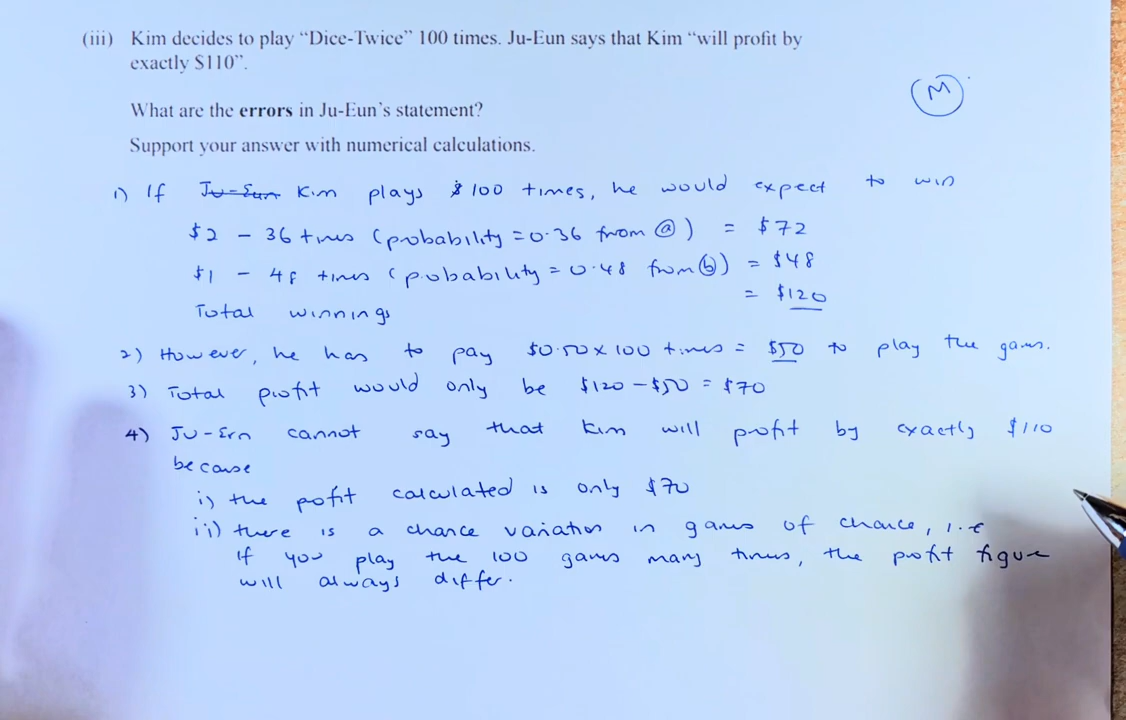 (iii) Kim decides to play “Dice-Twice” 100 times. Ju-Eun says that Kim “will profit by
exactly $110”.
M
What are the errors in Ju-Eun’s statement?
Support your answer with numerical calculations.
1) If Ju-Eun Kim plays $ 100 times, he would expect to win
$2 - 36 times (probability = 0.36 from @) = $72
$1 - 48 times (pobability = 0.48 from (b)) = $48
= $120
Total winnings
2) However, he has to pay $0.50 x 100 times = $50 to play the games.
3) Total profit would only be $120 - $50 = $70
4) Ju-Ern cannot say that Kim will profit by exactly $110
because
i) the pofit calculated is only $70
ii) there is a chance variation in games of chance, i.e
If you play the 100 games many times, the profit figure
will always differ.